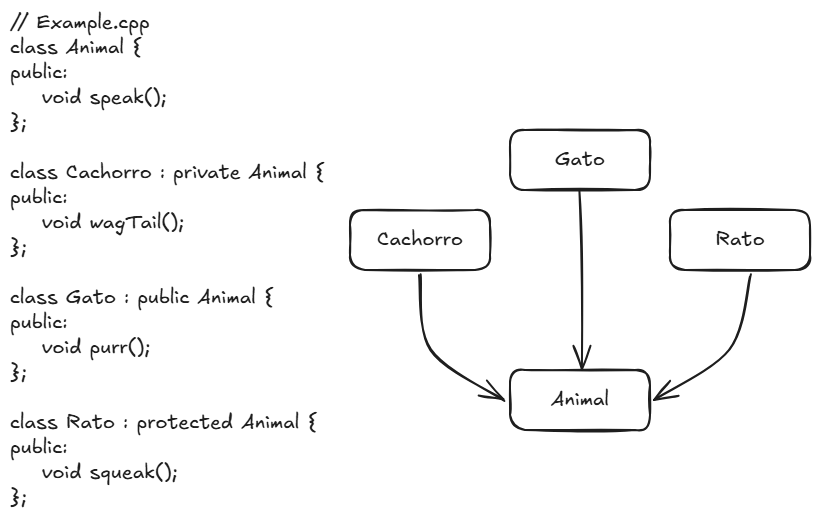 // Example.cpp
class Animal {
public:
void speak();
};
class Cachorro : private Animal {
public:
void wagTail();
};
class Gato : public Animal {
public:
void purr();
};
class Rato : protected Animal {
public:
void squeak();
};
Gato
Cachorro
Rato
Animal